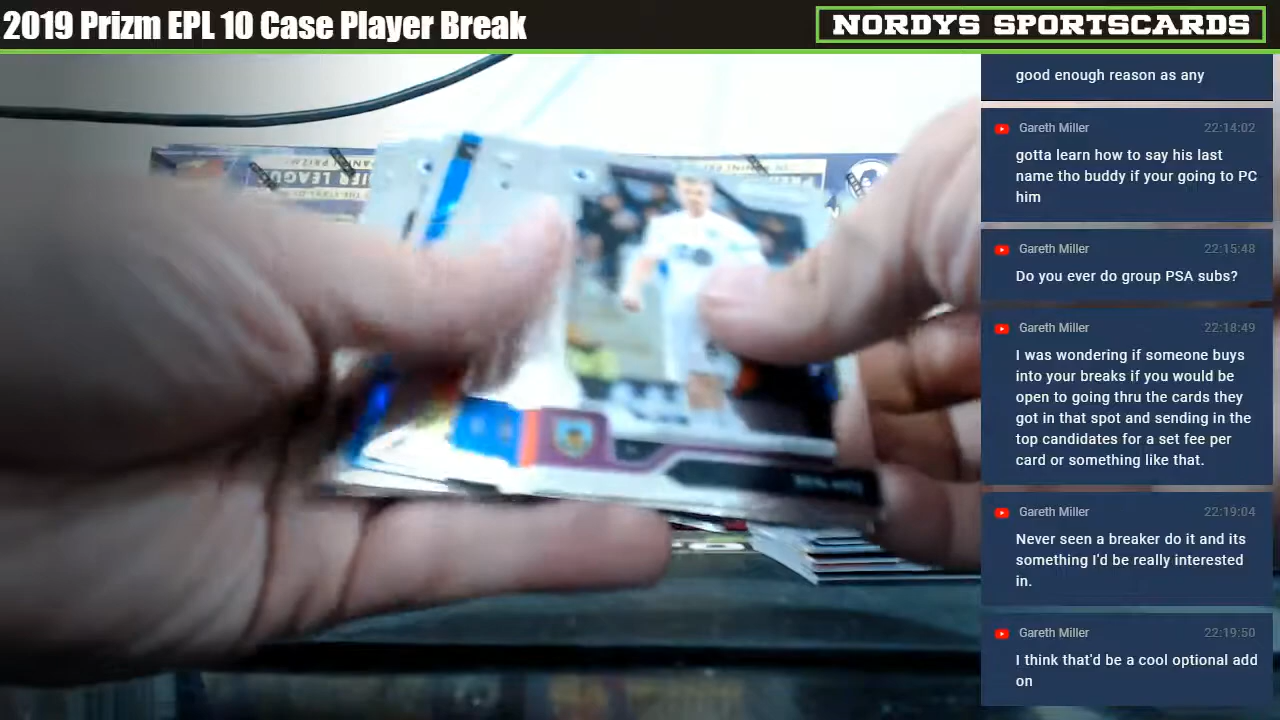 2019 Prizm EPL 10 Case Player Break
NORDYS SPORTSCARDS
good enough reason as any
Gareth Miller 22:14:02
gotta learn how to say his last
name tho buddy if your going to PC
him
Gareth Miller 22:15:48
Do you ever do group PSA subs?
Gareth Miller 22:18:49
I was wondering if someone buys
into your breaks if you would be
open to going thru the cards they
got in that spot and sending in the
top candidates for a set fee per
card or something like that.
Gareth Miller 22:19:04
Never seen a breaker do it and its
something I'd be really interested
in.
Gareth Miller 22:19:50
I think that'd be a cool optional add
on